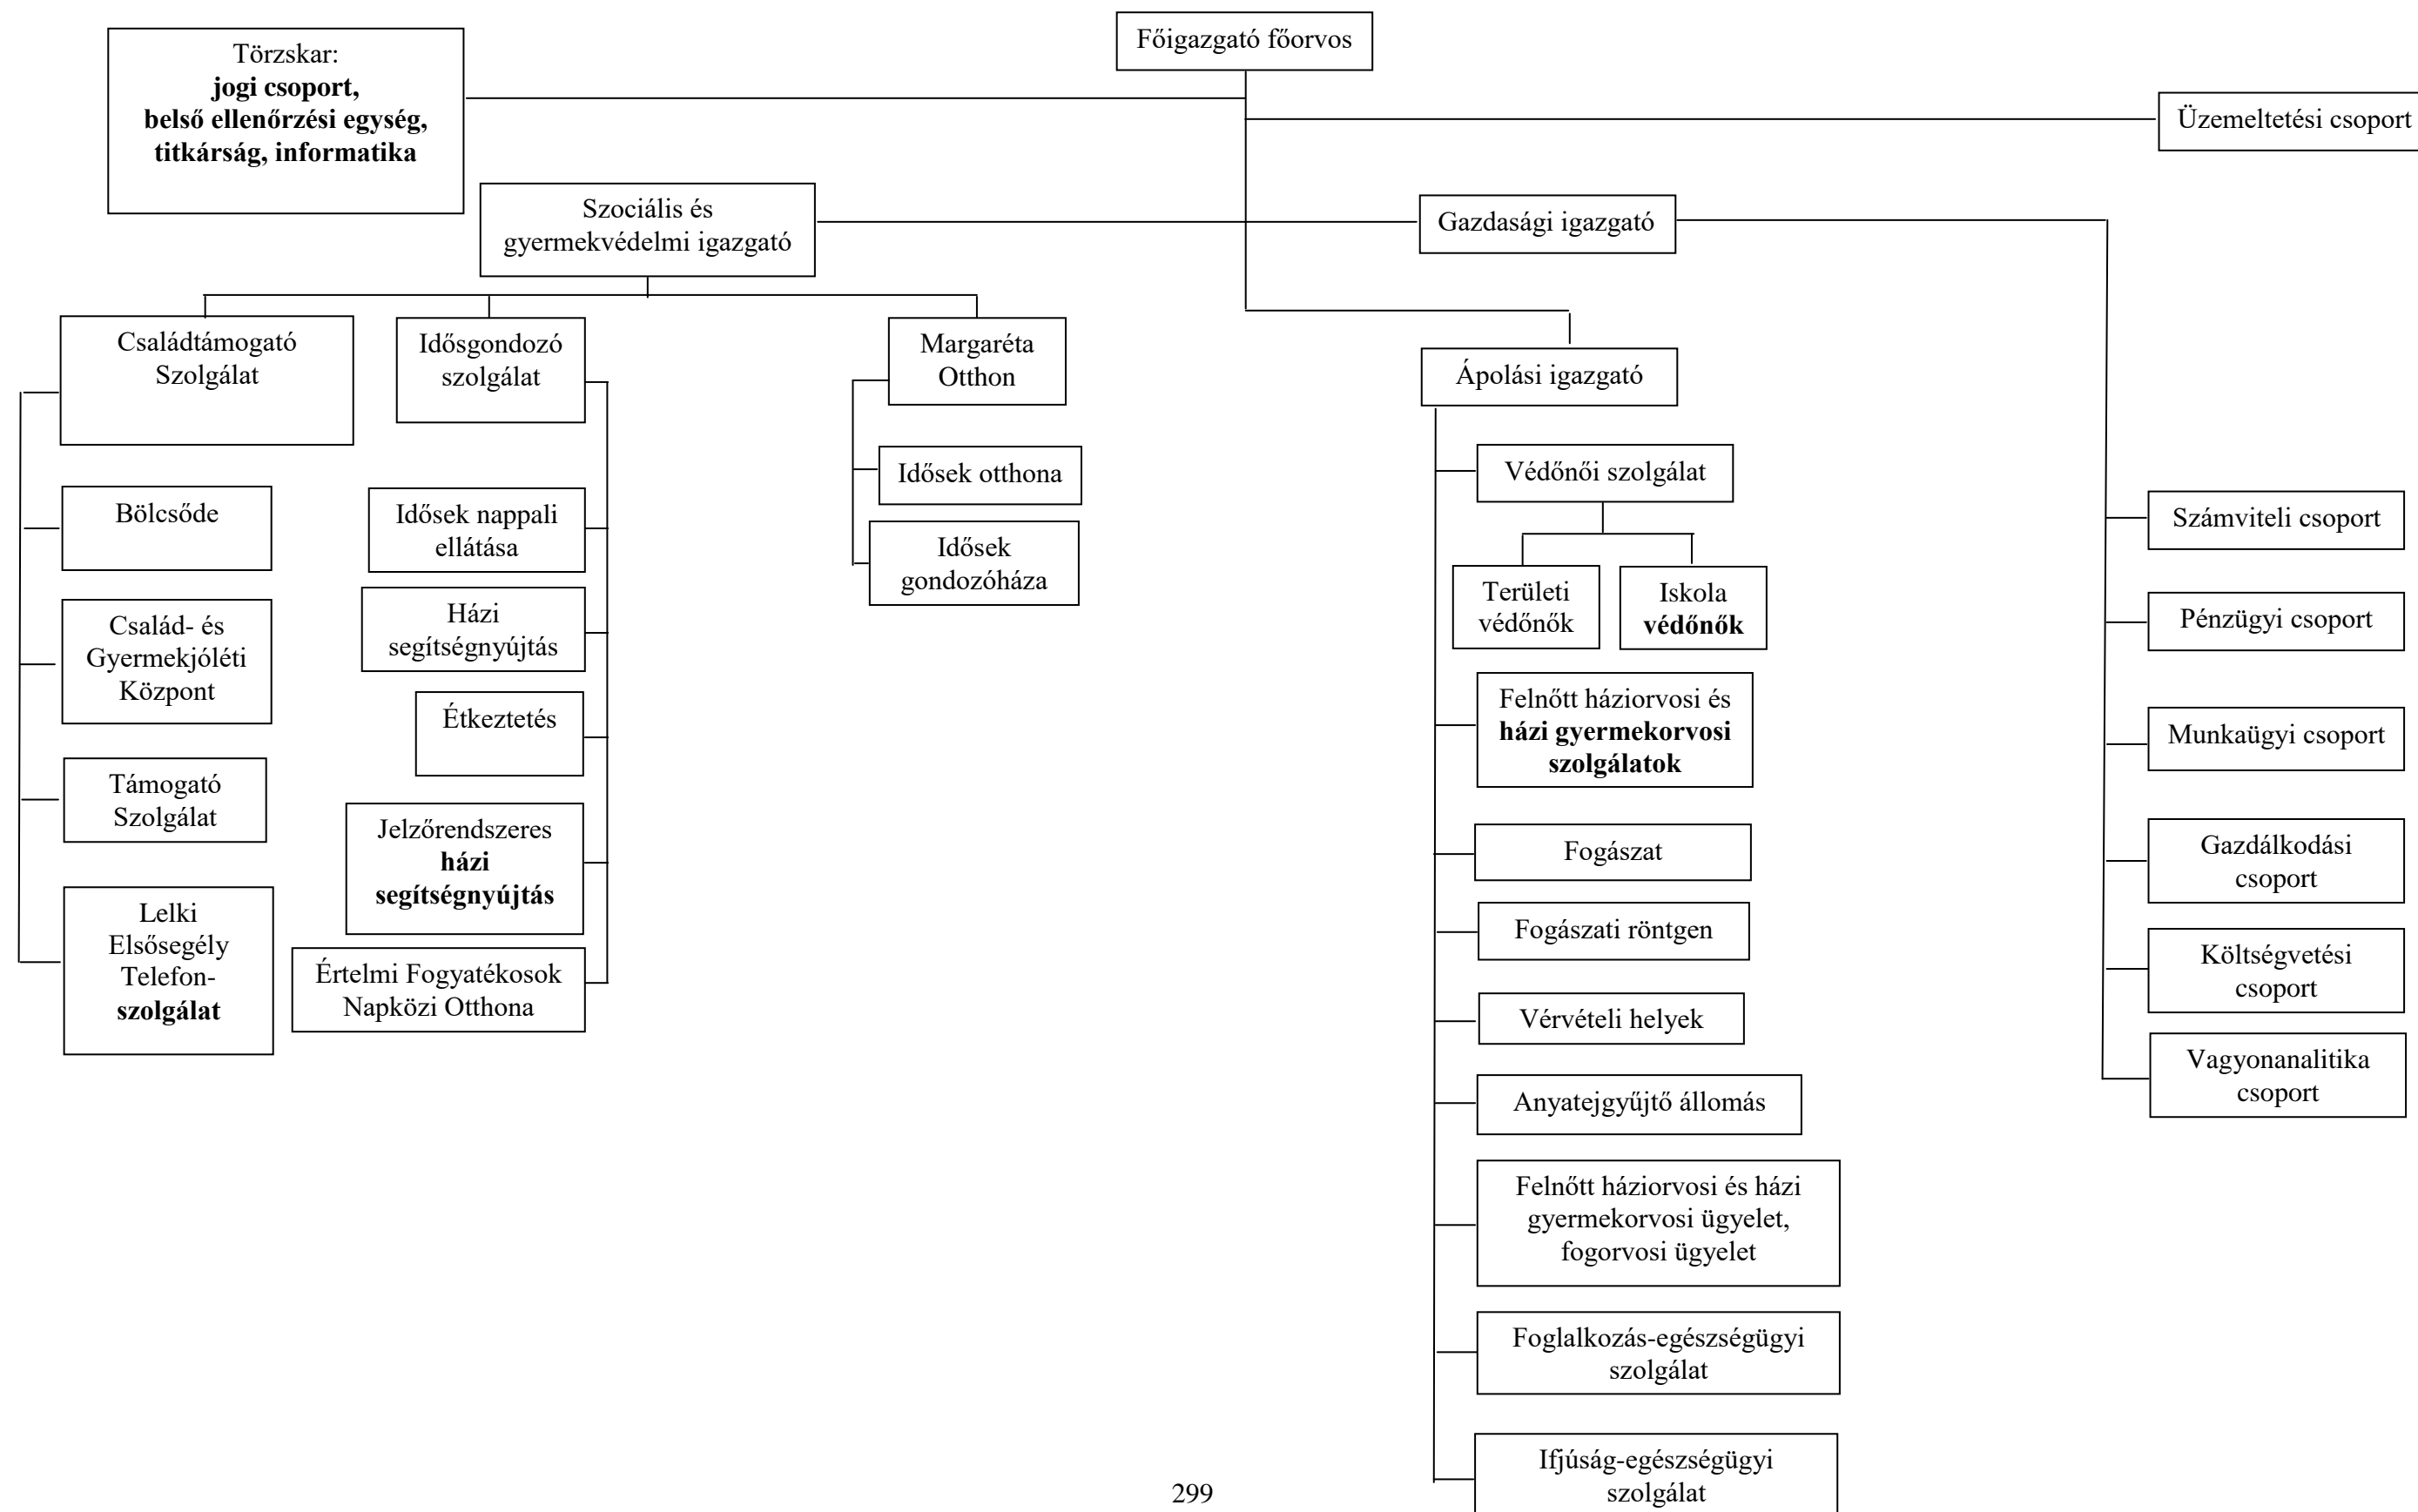 Főigazgató főorvos
Törzskar:
jogi csoport,
belső ellenőrzési egység,
titkárság, informatika
Üzemeltetési csoport
Szociális és
gyermekvédelmi igazgató
Gazdasági igazgató
Családtámogató
Szolgálat
Idősgondozó
szolgálat
Margaréta
Otthon
Ápolási igazgató
Bölcsőde
Család- és
Gyermekjóléti
Központ
Támogató
Szolgálat
Lelki
Elsősegély
Telefon-
szolgálat
Idősek nappali
ellátása
Házi
segítségnyújtás
Étkeztetés
Jelzőrendszeres
házi
segítségnyújtás
Értelmi Fogyatékosok
Napközi Otthona
Idősek otthona
Idősek
gondozóháza
Védőnői szolgálat
Területi
védőnők
Iskola
védőnők
Felnőtt háziorvosi és
házi gyermekorvosi
szolgálatok
Fogászat
Fogászati röntgen
Vérvételi helyek
Anyatejgyűjtő állomás
Felnőtt háziorvosi és házi
gyermekorvosi ügyelet,
fogorvosi ügyelet
Foglalkozás-egészségügyi
szolgálat
Ifjúság-egészségügyi
szolgálat
Számviteli csoport
Pénzügyi csoport
Munkaügyi csoport
Gazdálkodási
csoport
Költségvetési
csoport
Vagyonanalitika
csoport
299